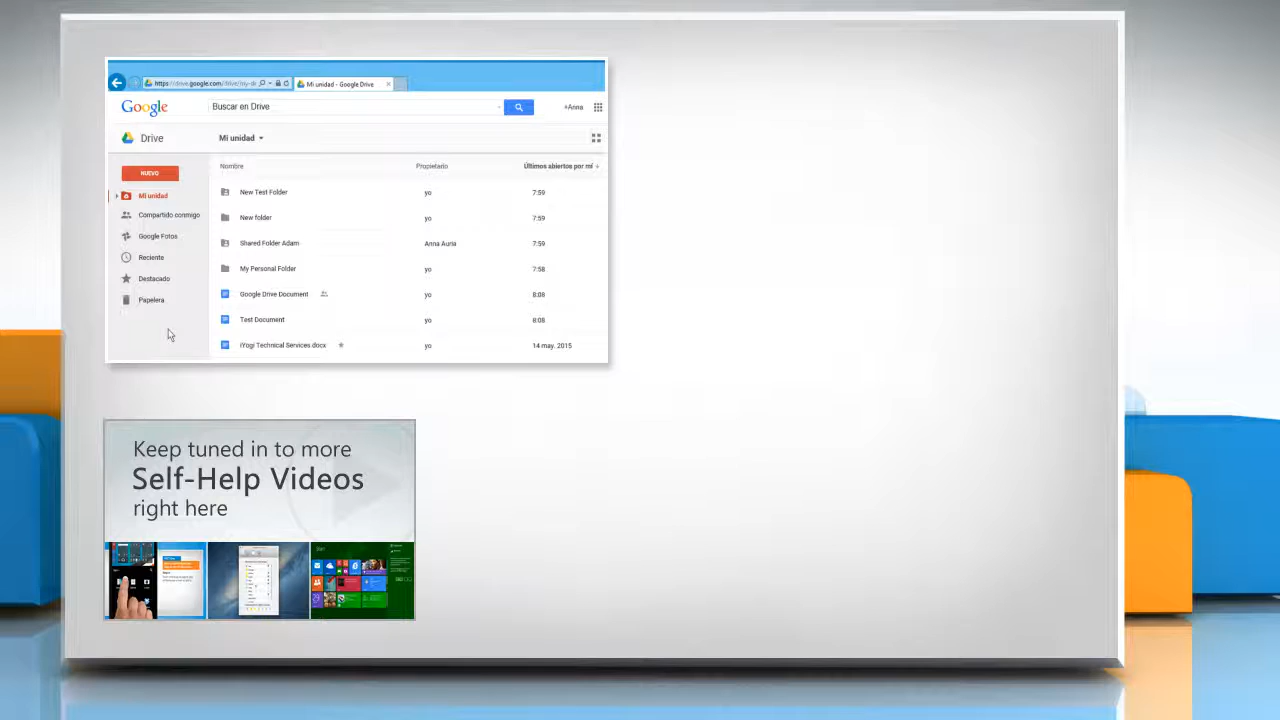 https://drive.google.com/drive/my-dr
Mi unidad - Google Drive
Google
Buscar en Drive
+Anna
Drive
Mi unidad
NUEVO
Nombre
Propietario
Últimos abiertos por mí
Mi unidad
New Test Folder
yo
7:59
Compartido conmigo
New folder
yo
7:59
Google Fotos
Shared Folder Adam
Anna Auria
7:59
Reciente
My Personal Folder
yo
7:58
Destacado
Google Drive Document
yo
8:08
Papelera
Test Document
yo
8:08
iYogi Technical Services.docx
yo
14 may. 2015
Keep tuned in to more
Self-Help Videos
right here
Start